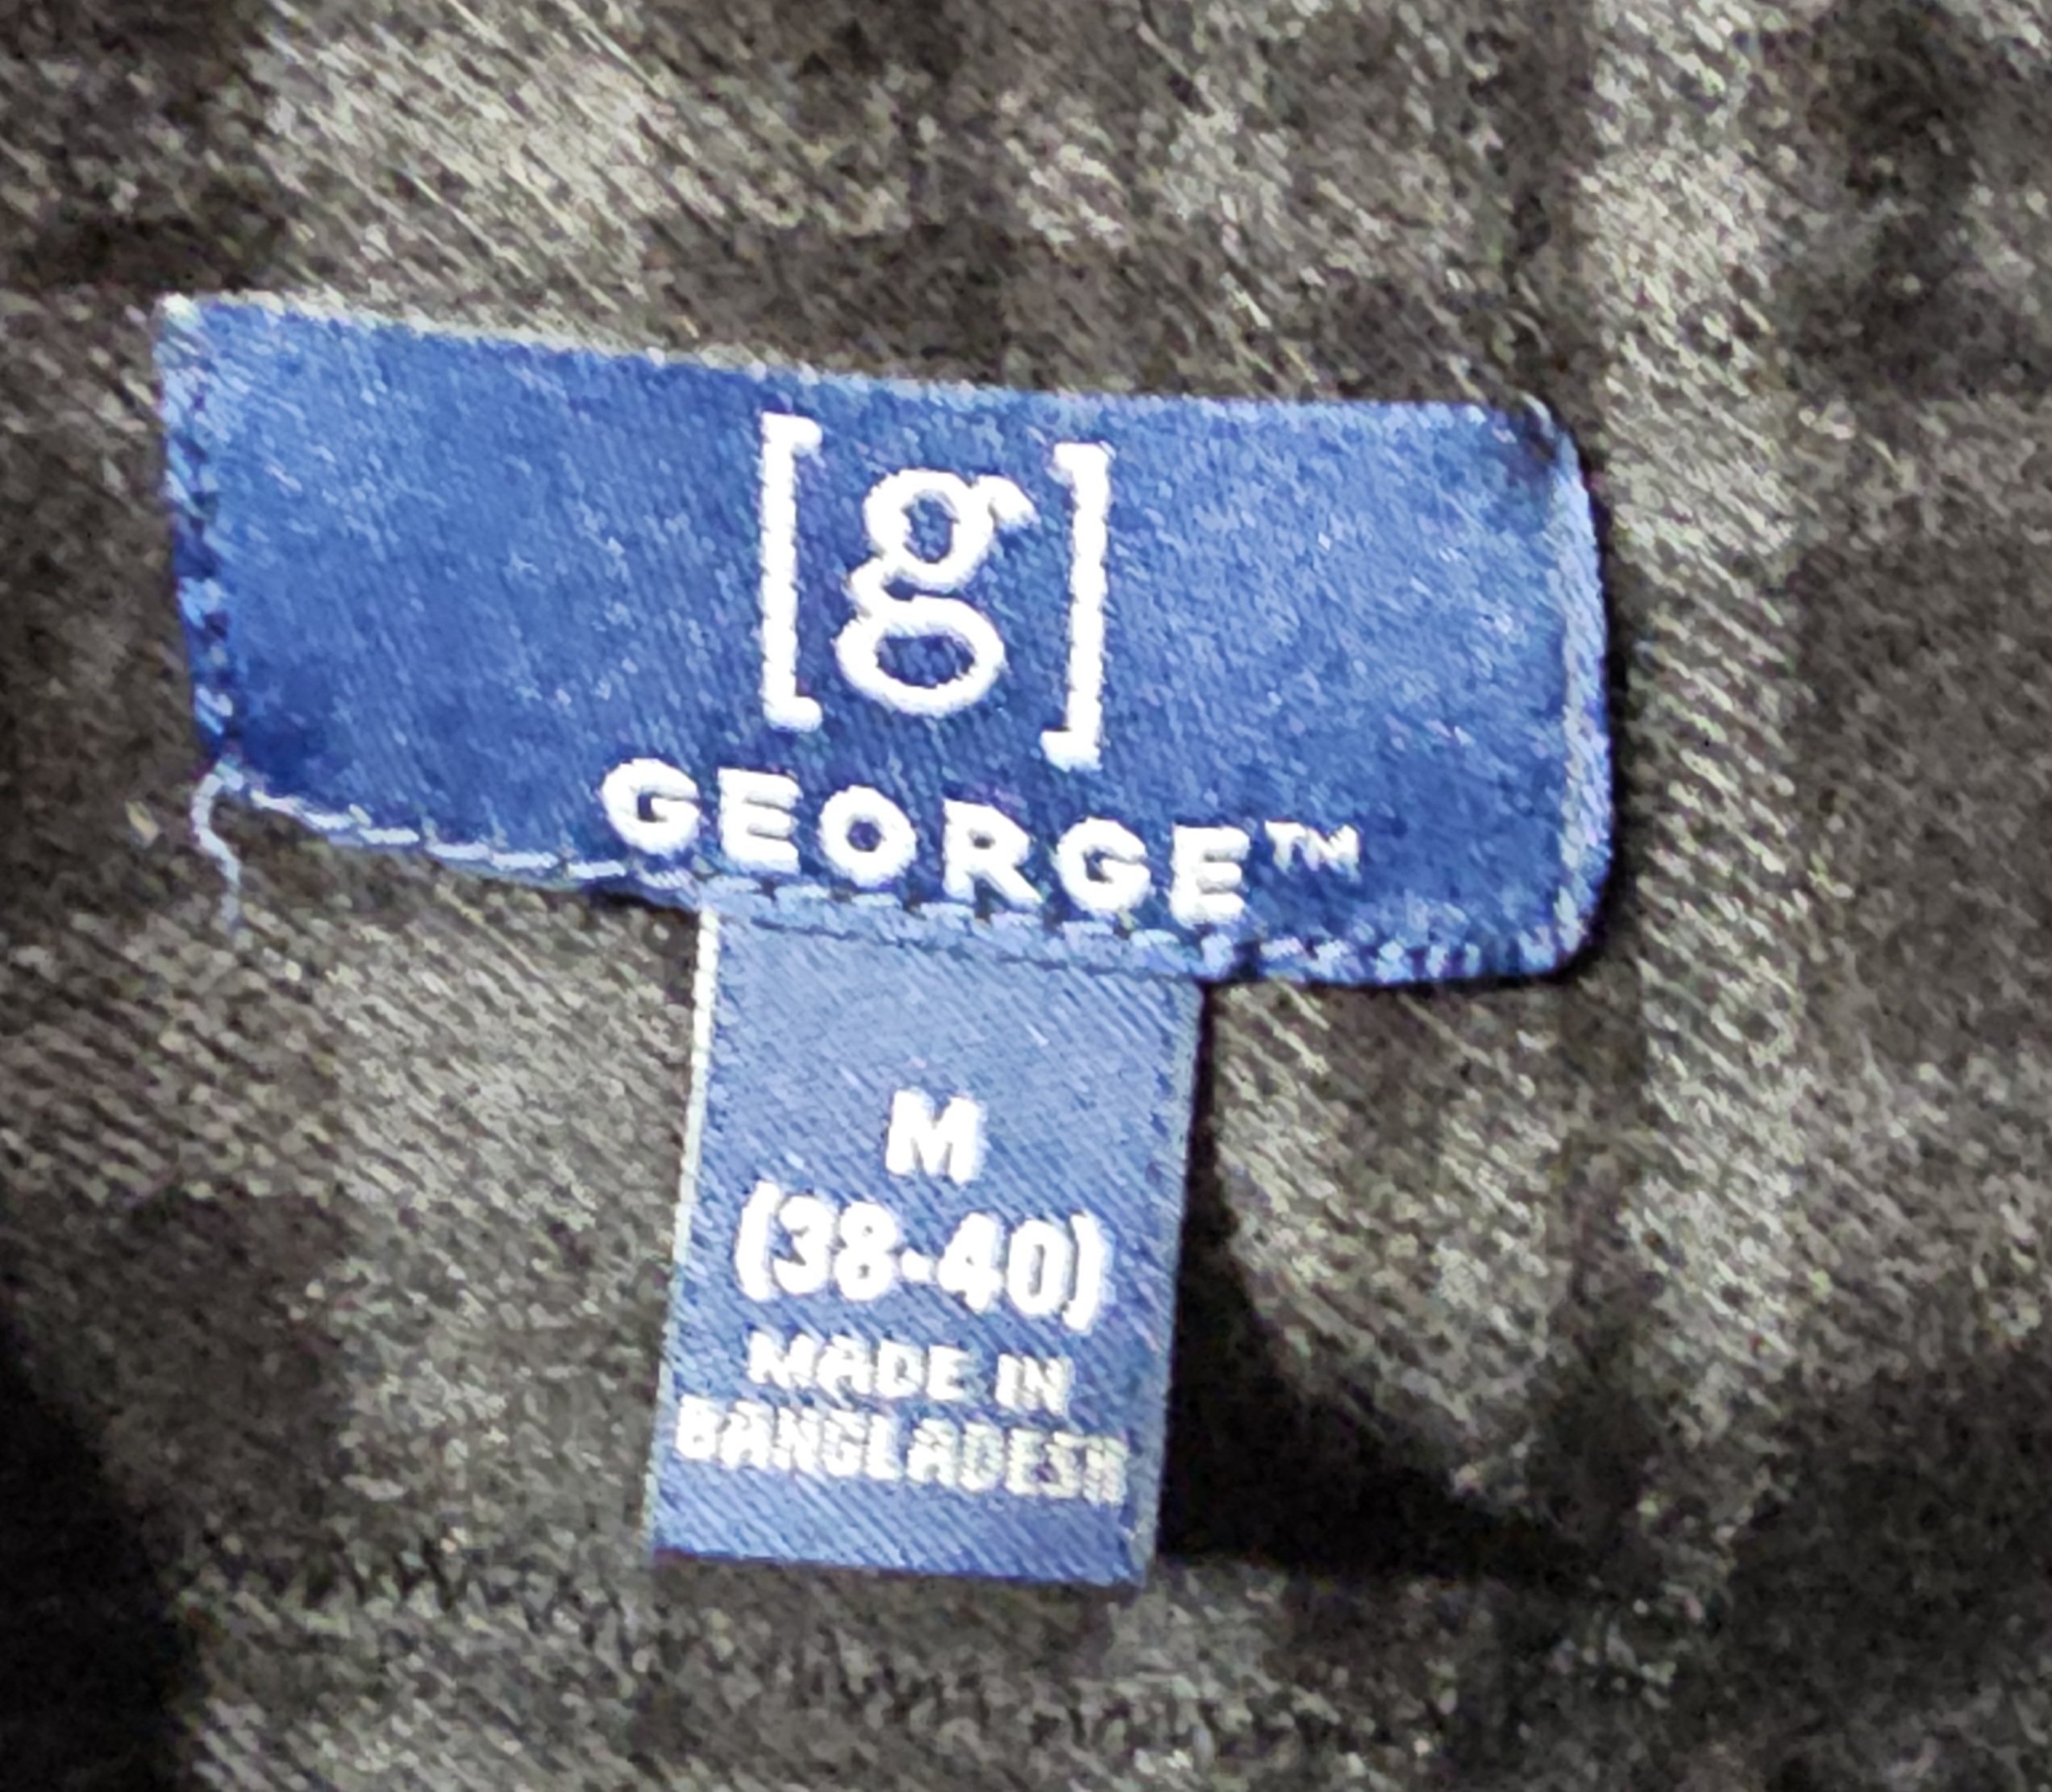 [g]
GEORGE™
M
(38-40)
MADE IN
BANGLADESH